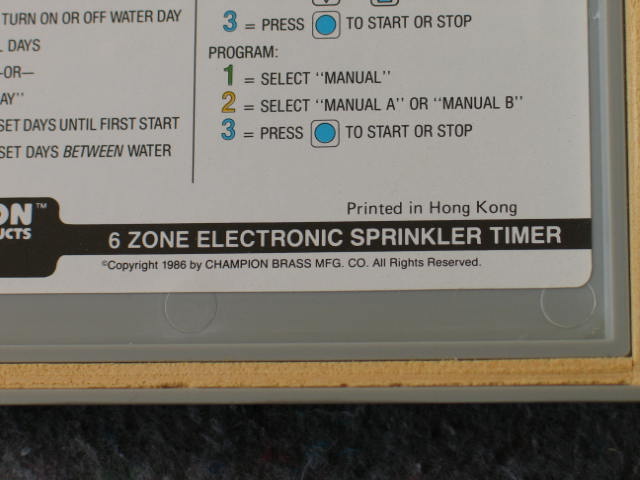 TURN ON OR OFF WATER DAY
DAYS
-OR-
AY"
SET DAYS UNTIL FIRST START
SET DAYS BETWEEN WATER
3 = PRESS TO START OR STOP
PROGRAM:
1 = SELECT "MANUAL"
2 = SELECT "MANUAL A" OR "MANUAL B"
3 = PRESS TO START OR STOP
Printed in Hong Kong
ON™
UCTS
6 ZONE ELECTRONIC SPRINKLER TIMER
©Copyright 1986 by CHAMPION BRASS MFG. CO. All Rights Reserved.